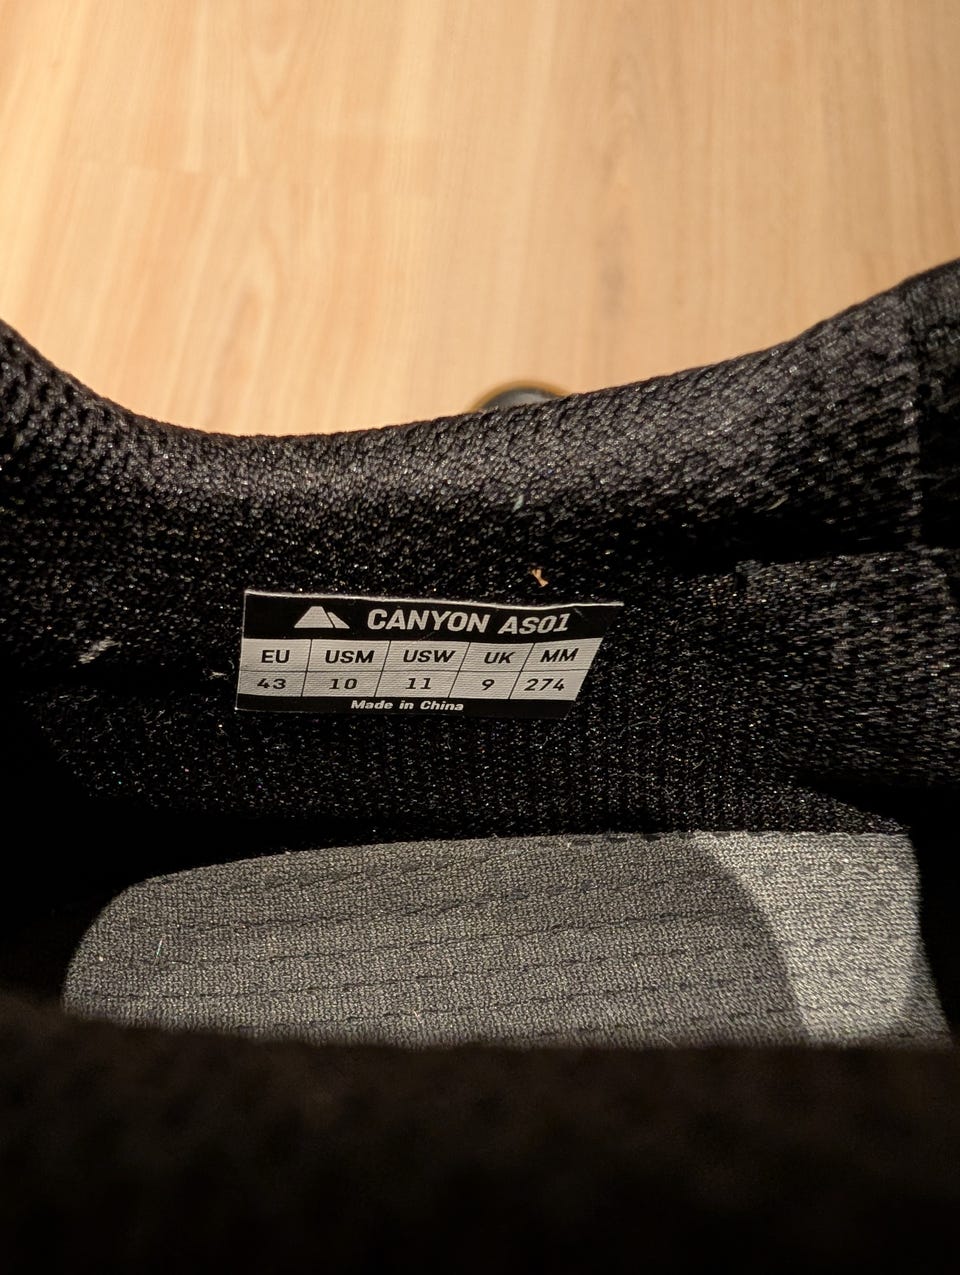 CANYON AS01
EU USM USW UK MM
43 10 11 9 274
Made in China